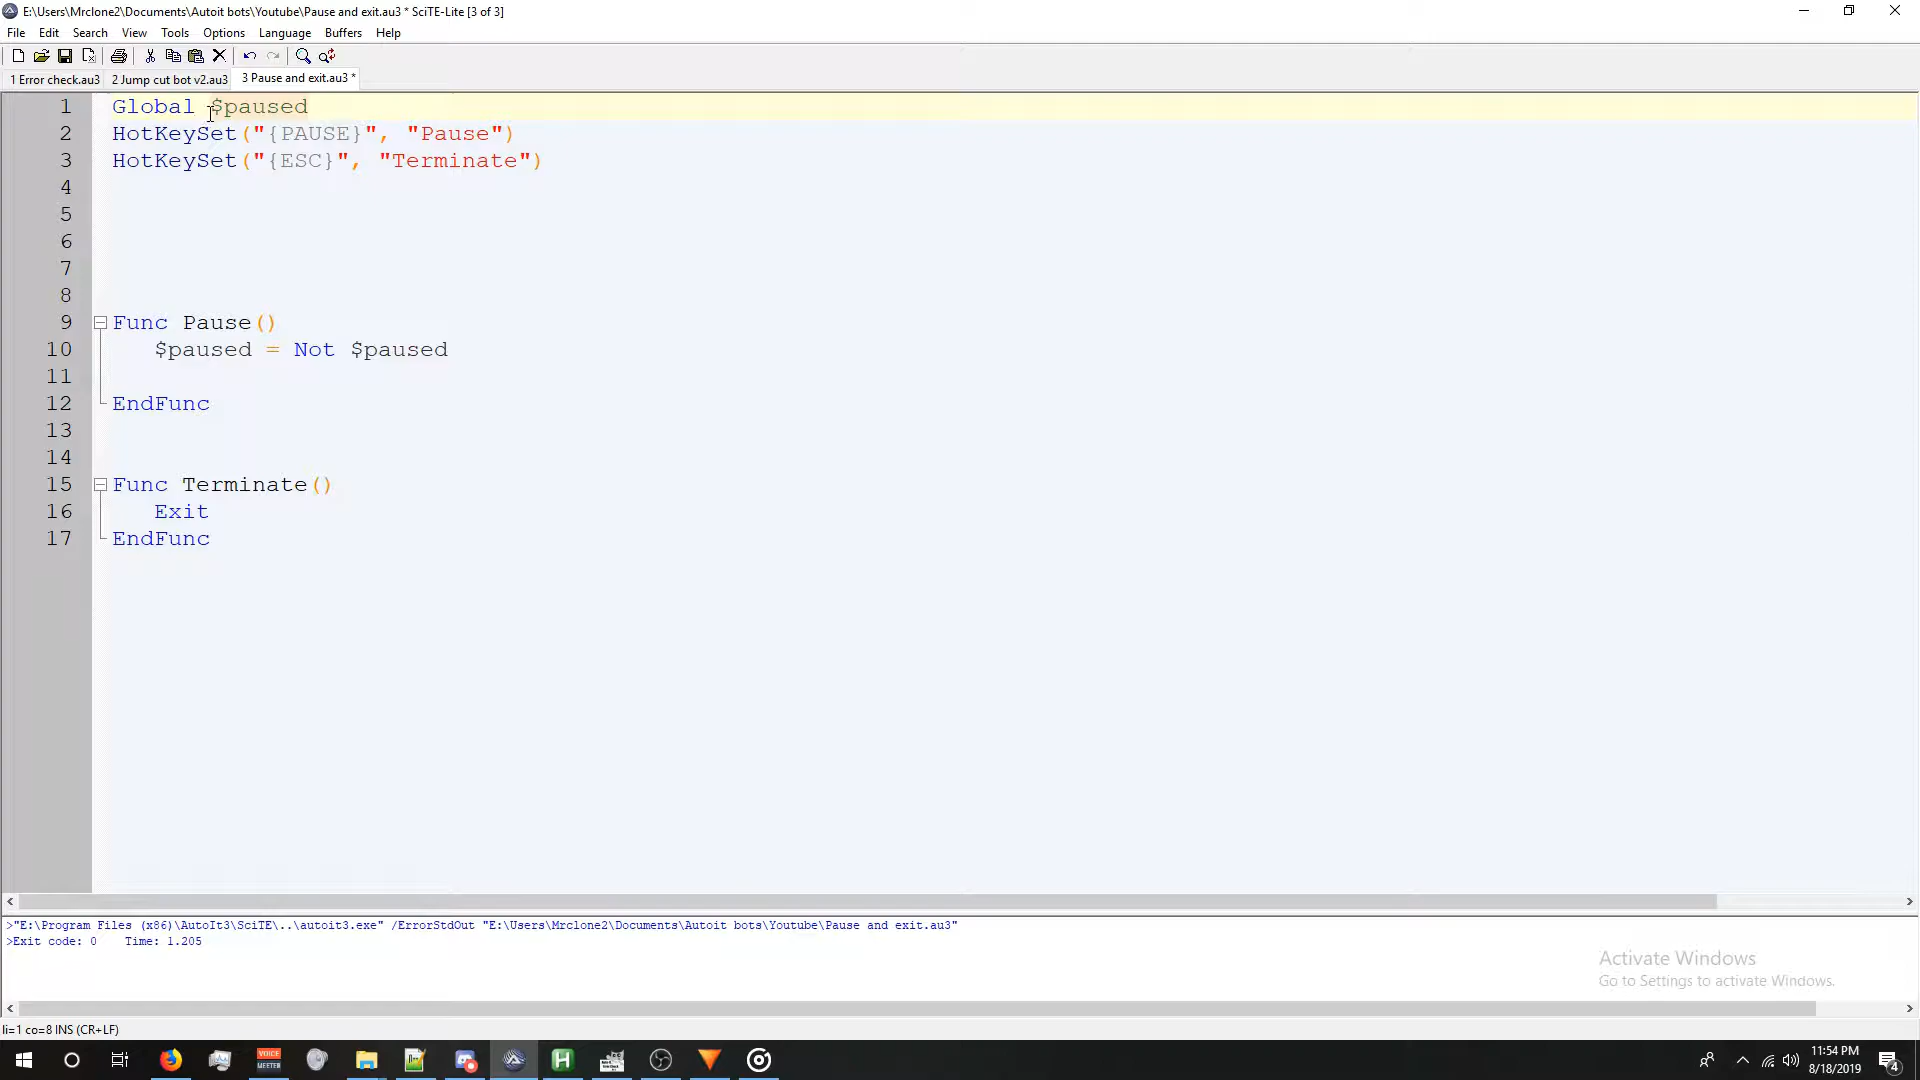 E:\Users\Mrclone2\Documents\Autoit bots\Youtube\Pause and exit.au3 * SciTE-Lite [3 of 3]
File Edit Search View Tools Options Language Buffers Help
1 Error check.au3 2 Jump cut bot v2.au3 3 Pause and exit.au3 *
1 Global $paused
2 HotKeySet("{PAUSE}", "Pause")
3 HotKeySet("{ESC}", "Terminate")
4
5
6
7
8
9 Func Pause()
10 $paused = Not $paused
11
12 EndFunc
13
14
15 Func Terminate()
16 Exit
17 EndFunc
>"E:\Program Files (x86)\AutoIt3\SciTE\..\autoit3.exe" /ErrorStdOut "E:\Users\Mrclone2\Documents\Autoit bots\Youtube\Pause and exit.au3"
>Exit code: 0 Time: 1.205
Activate Windows
Go to Settings to activate Windows.
li=1 co=8 INS (CR+LF)
VOICE
MEETER
H
11:54 PM
8/18/2019
4